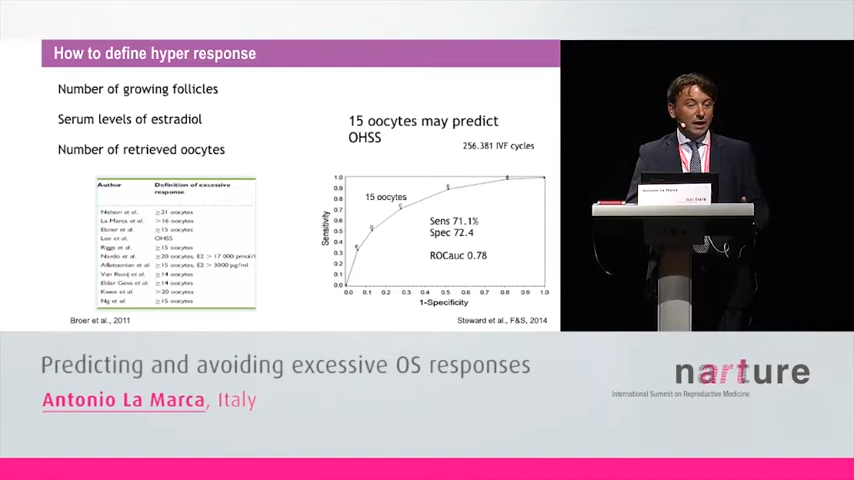 How to define hyper response
Number of growing follicles
Serum levels of estradiol
Number of retrieved oocytes
Author Definition of excessive response
Nelson et al. ≥21 oocytes
La Marca et al. >16 oocytes
Ebner et al. ≥15 oocytes
Lee et al. OHSS
Riggs et al. ≥15 oocytes
Nardo et al. ≥20 oocytes, E2 > 17 000 pmol/l
Aflatoonian et al. ≥15 oocytes, E2 > 3000 pg/ml
Van Rooij et al. ≥14 oocytes
Eldar Geva et al. ≥14 oocytes
Kwee et al. >20 oocytes
Ng et al. ≥15 oocytes
Broer et al., 2011
15 oocytes may predict
OHSS
256.381 IVF cycles
1.0
0.9
0.8
0.7
0.6
0.5
0.4
0.3
0.2
0.1
0.0
Sensitivity
15 oocytes
Sens 71.1%
Spec 72.4
ROCauc 0.78
0.0 0.1 0.2 0.3 0.4 0.5 0.6 0.7 0.8 0.9 1.0
1-Specificity
Steward et al., F&S, 2014
Antonio La Marca
narture
Predicting and avoiding excessive OS responses
Antonio La Marca, Italy
narture
International Summit on Reproductive Medicine